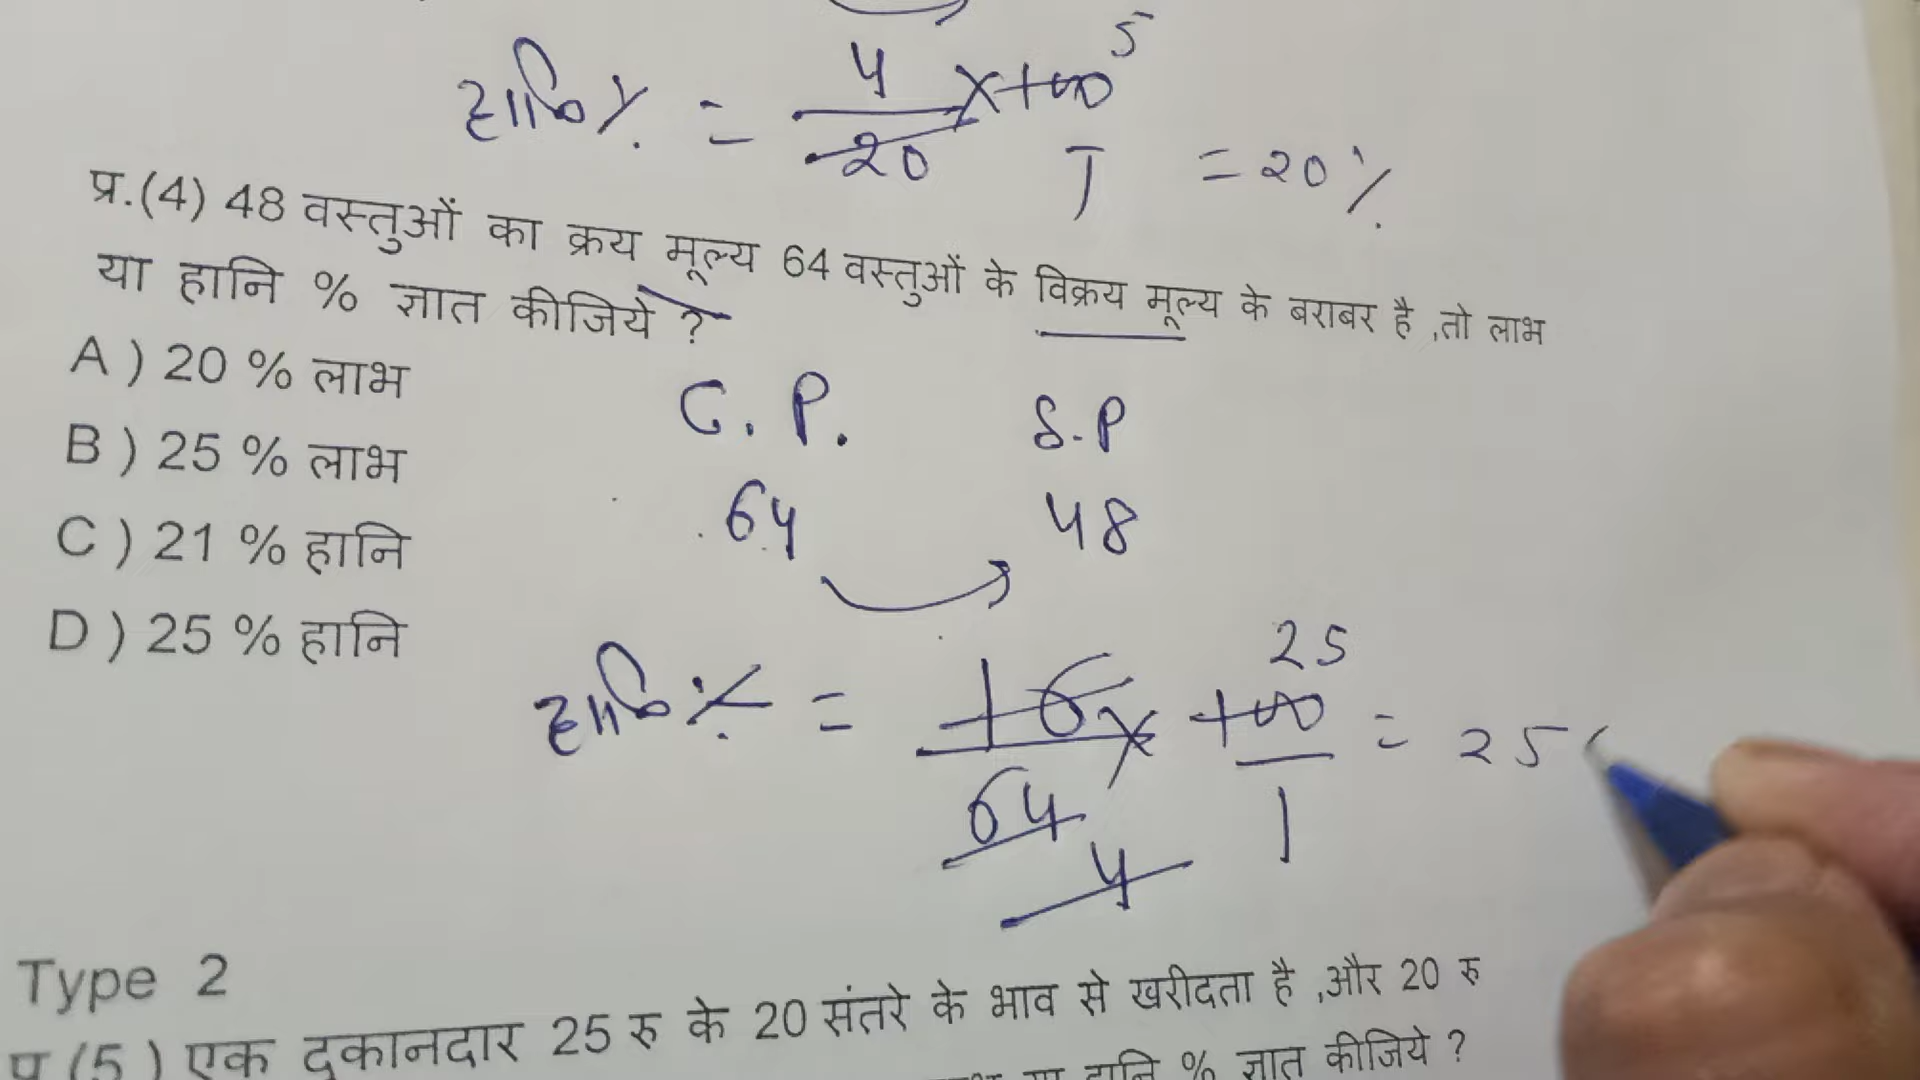 हानि% = 4/20 × 100 5
1 = 20%
प्र.(4) 48 वस्तुओं का क्रय मूल्य 64 वस्तुओं के विक्रय मूल्य के बराबर है ,तो लाभ
या हानि % ज्ञात कीजिये ?
A ) 20 % लाभ
B ) 25 % लाभ
C ) 21 % हानि
D ) 25 % हानि
C. P. S.P
64 48
हानि% = 16/64 × 100/1 = 25
25
4
Type 2
प्र (5 ) एक दुकानदार 25 रु के 20 संतरे के भाव से खरीदता है ,और 20 रु
या हानि % ज्ञात कीजिये ?